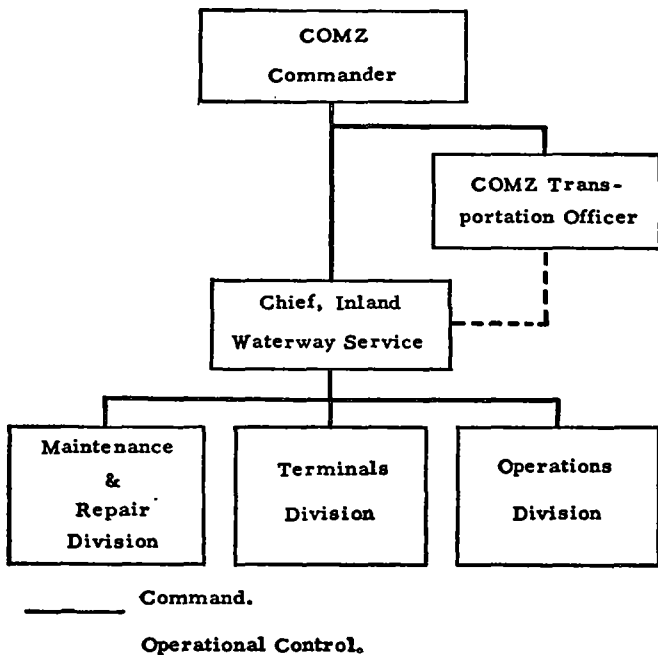 COMZ
Commander
COMZ Trans-
portation Officer
Chief, Inland
Waterway Service
Maintenance
&
Repair
Division
Terminals
Division
Operations
Division
Command.
Operational Control.